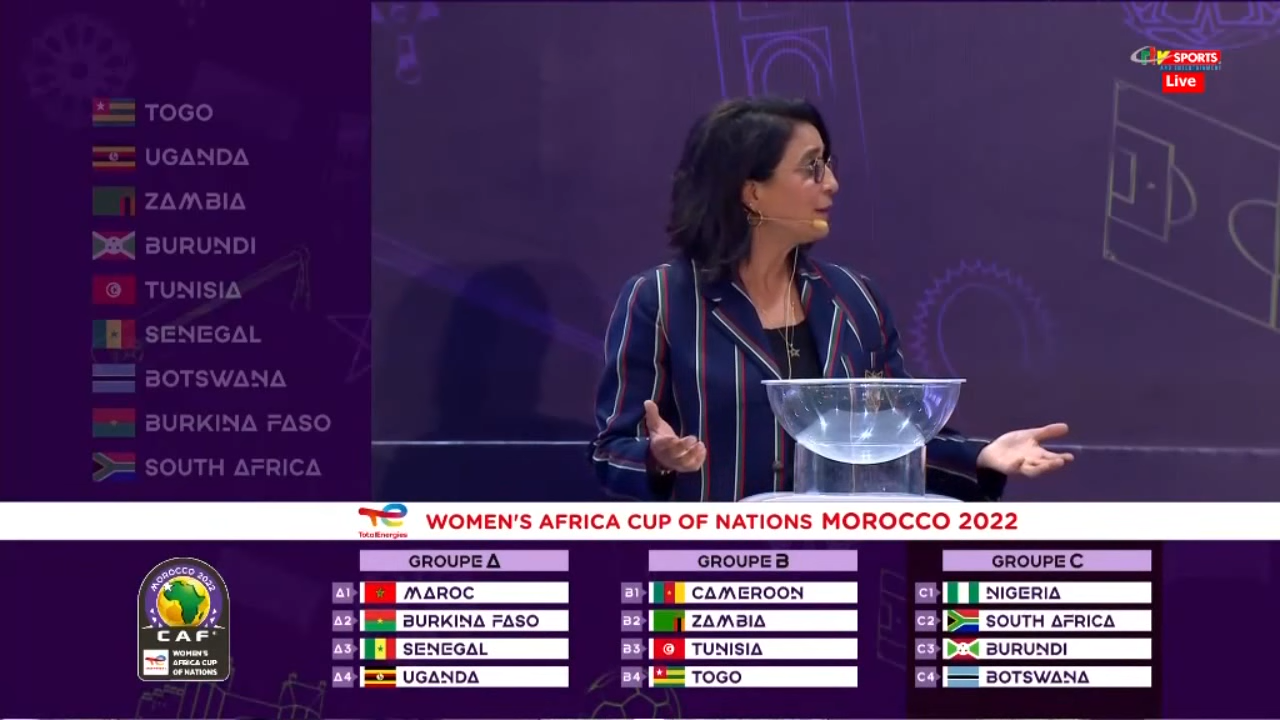 SPORTS
Live
TOGO
UGANDA
ZAMBIA
BURUNDI
TUNISIA
SENEGAL
BOTSWANA
BURKINA FASO
SOUTH AFRICA
TotalEnergies
WOMEN'S AFRICA CUP OF NATIONS MOROCCO 2022
MOROCCO 2022
CAF
WOMEN'S
AFRICA CUP
OF NATIONS
GROUPE A
A1 MAROC
A2 BURKINA FASO
A3 SENEGAL
A4 UGANDA
GROUPE B
B1 CAMEROON
B2 ZAMBIA
B3 TUNISIA
B4 TOGO
GROUPE C
C1 NIGERIA
C2 SOUTH AFRICA
C3 BURUNDI
C4 BOTSWANA